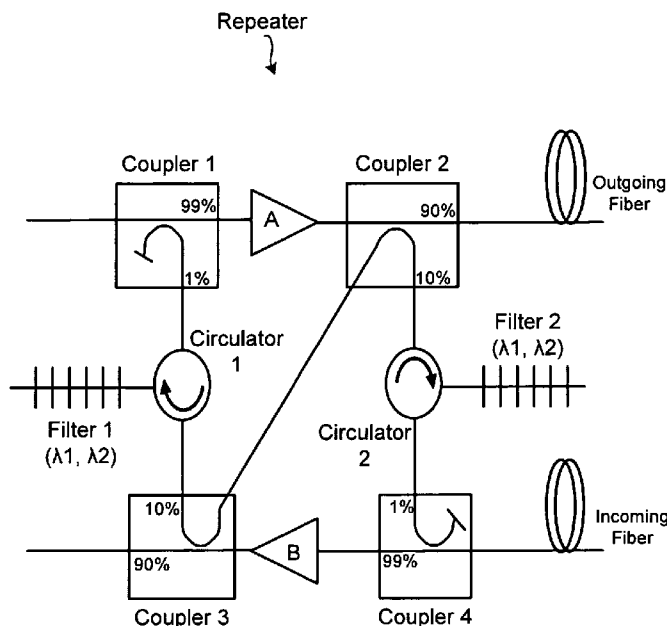 Repeater
Coupler 1
Coupler 2
99%
A
90%
Outgoing
Fiber
1%
10%
Circulator
1
Filter 2
(λ1, λ2)
Filter 1
(λ1, λ2)
Circulator
2
10%
1%
Incoming
Fiber
B
90%
99%
Coupler 3
Coupler 4